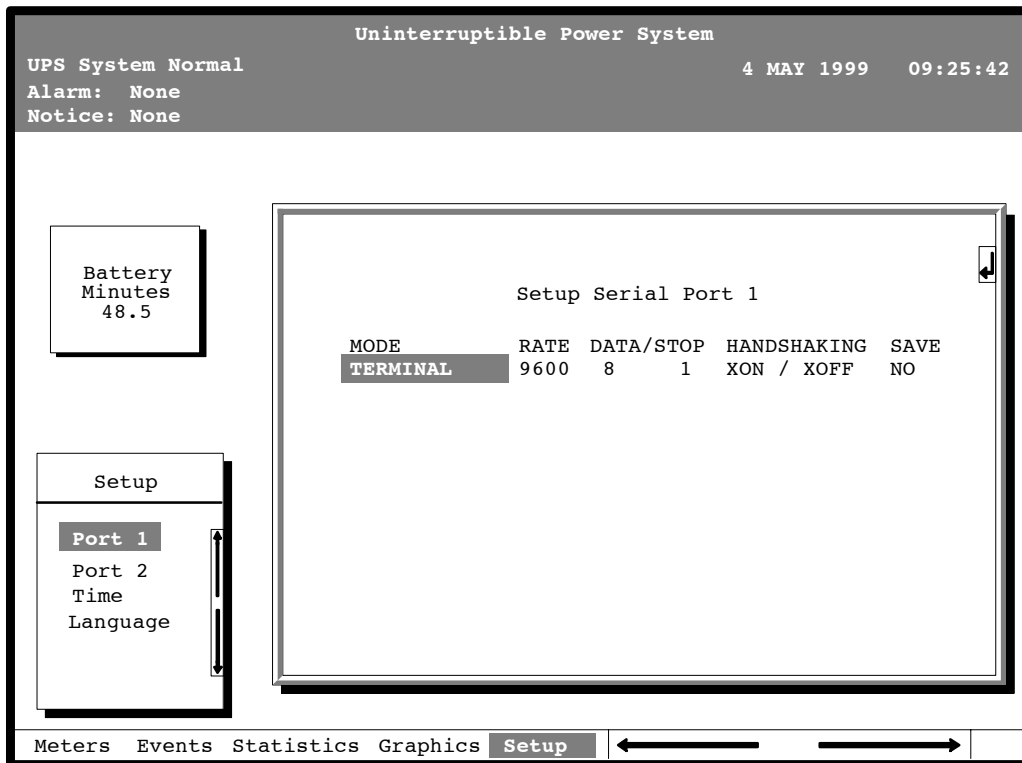 Uninterruptible Power System
UPS System Normal
4 MAY 1999 09:25:42
Alarm: None
Notice: None
Battery
Minutes
48.5
Setup Serial Port 1
MODE RATE DATA/STOP HANDSHAKING SAVE
TERMINAL 9600 8 1 XON / XOFF NO
Setup
Port 1
Port 2
Time
Language
Meters Events Statistics Graphics Setup